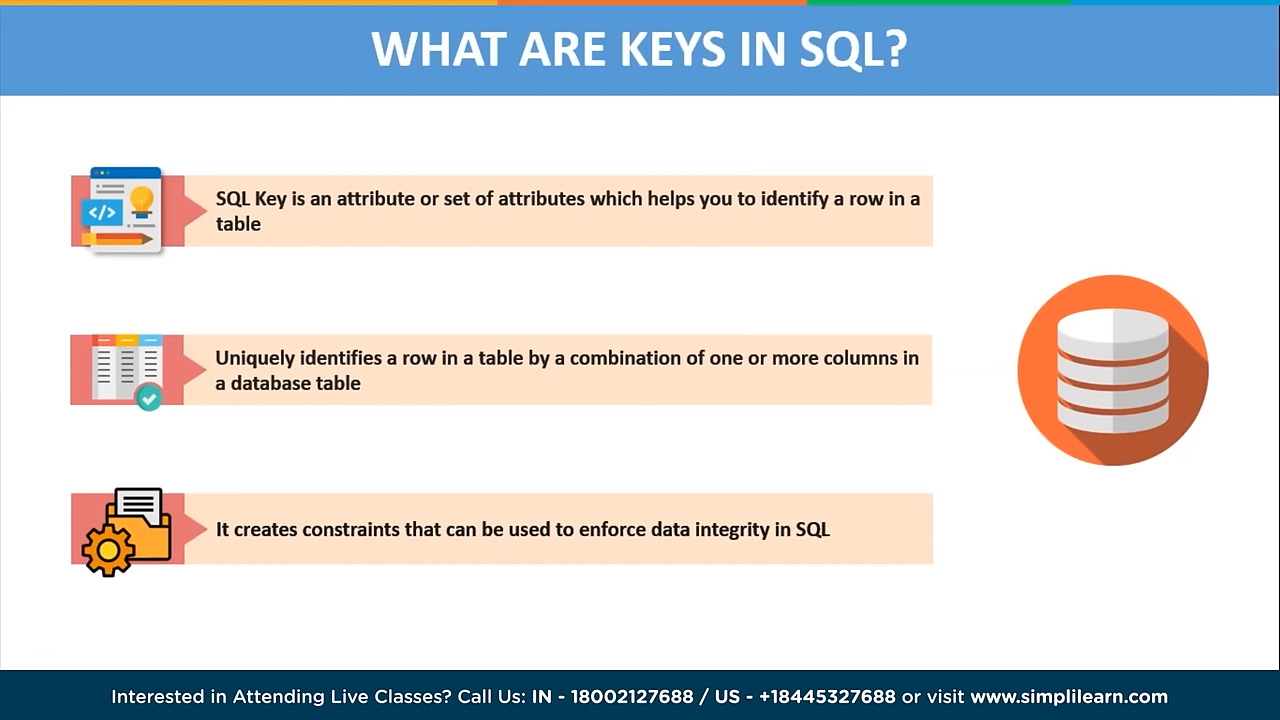 WHAT ARE KEYS IN SQL?
</>
SQL Key is an attribute or set of attributes which helps you to identify a row in a
table
Uniquely identifies a row in a table by a combination of one or more columns in
a database table
It creates constraints that can be used to enforce data integrity in SQL
Interested in Attending Live Classes? Call Us: IN - 18002127688 / US - +18445327688 or visit www.simplilearn.com